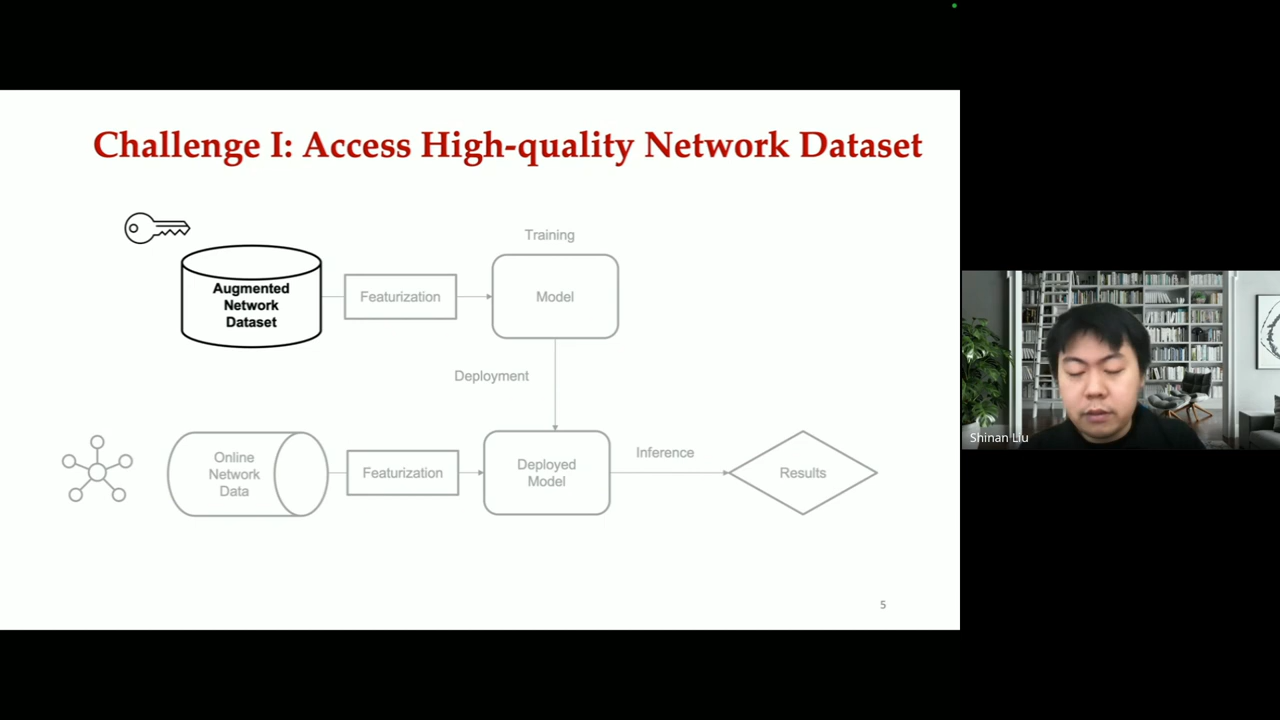 Challenge I: Access High-quality Network Dataset
Training
Augmented
Network
Dataset
Featurization
Model
Deployment
Online
Network
Data
Featurization
Deployed
Model
Inference
Results
5
Shinan Liu